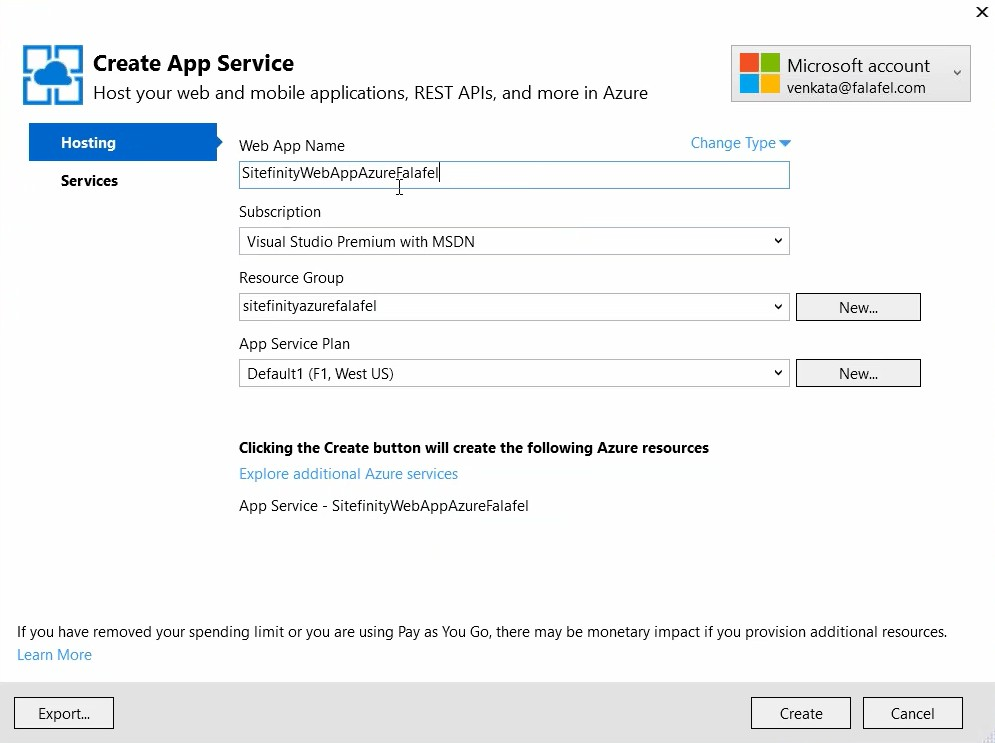 Create App Service
Host your web and mobile applications, REST APIs, and more in Azure
Microsoft account
venkata@falafel.com
Hosting
Services
Web App Name
Change Type
SitefinityWebAppAzureFalafel
Subscription
Visual Studio Premium with MSDN
Resource Group
sitefinityazurefalafel
New...
App Service Plan
Default1 (F1, West US)
New...
Clicking the Create button will create the following Azure resources
Explore additional Azure services
App Service - SitefinityWebAppAzureFalafel
If you have removed your spending limit or you are using Pay as You Go, there may be monetary impact if you provision additional resources.
Learn More
Export...
Create
Cancel